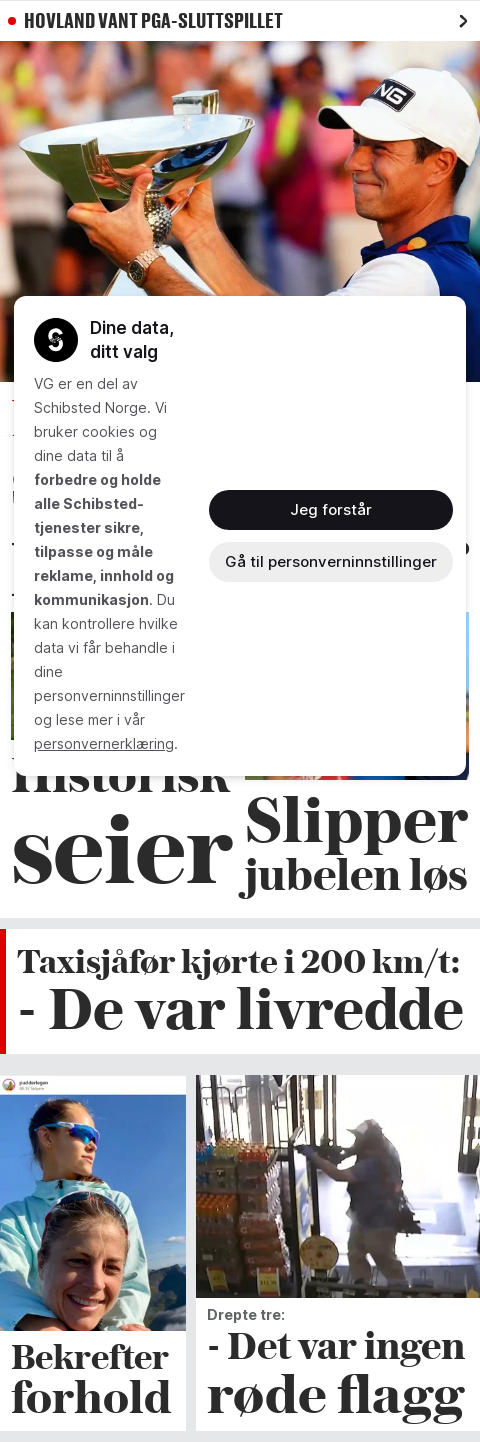 HOVLAND VANT PGA-SLUTTSPILLET
Dine data,
ditt valg
VG er en del av
Schibsted Norge. Vi
bruker cookies og
dine data til å
forbedre og holde
alle Schibsted-
tjenester sikre,
tilpasse og måle
reklame, innhold og
kommunikasjon. Du
kan kontrollere hvilke
data vi får behandle i
dine
personverninnstillinger
og lese mer i vår
personvernerklæring.
Jeg forstår
Gå til personverninnstillinger
Historisk
seier
Slipper
jubelen løs
Taxisjåfør kjørte i 200 km/t:
- De var livredde
Bekrefter
forhold
Drepte tre:
- Det var ingen
røde flagg